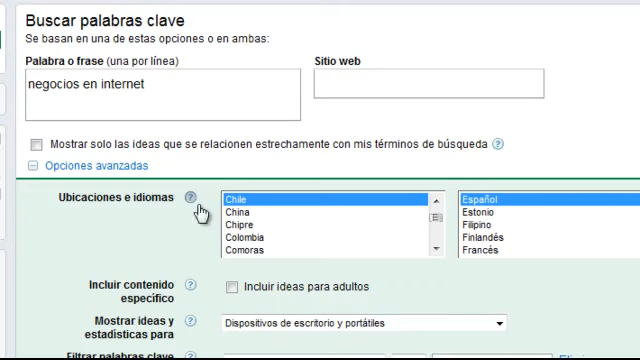 Buscar palabras clave
Se basan en una de estas opciones o en ambas:
Palabra o frase (una por línea)
Sitio web
negocios en internet
Mostrar solo las ideas que se relacionen estrechamente con mis términos de búsqueda ?
Opciones avanzadas
Ubicaciones e idiomas ?
Chile
China
Chipre
Colombia
Comoras
Español
Estonio
Filipino
Finlandés
Francés
Incluir contenido
específico
?
Incluir ideas para adultos
Mostrar ideas y
estadísticas para
?
Dispositivos de escritorio y portátiles
Filtrar palabras clave